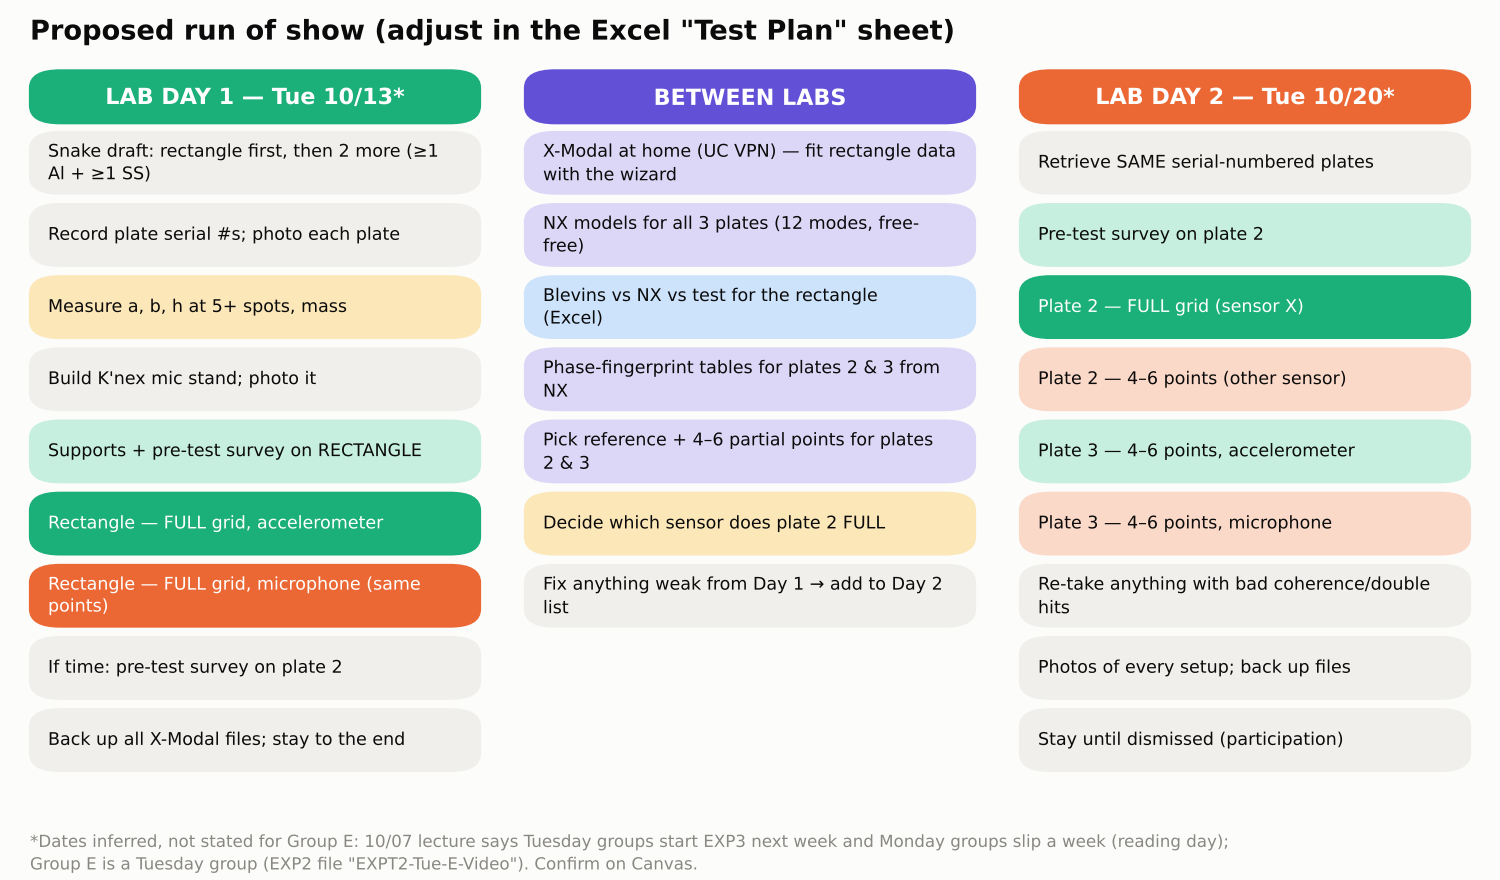 Proposed run of show (adjust in the Excel "Test Plan" sheet)
LAB DAY 1 — Tue 10/13*
Snake draft: rectangle first, then 2 more (≥1
Al + ≥1 SS)
Record plate serial #s; photo each plate
Measure a, b, h at 5+ spots, mass
Build K'nex mic stand; photo it
Supports + pre-test survey on RECTANGLE
Rectangle — FULL grid, accelerometer
Rectangle — FULL grid, microphone (same
points)
If time: pre-test survey on plate 2
Back up all X-Modal files; stay to the end
BETWEEN LABS
X-Modal at home (UC VPN) — fit rectangle data
with the wizard
NX models for all 3 plates (12 modes, free-
free)
Blevins vs NX vs test for the rectangle
(Excel)
Phase-fingerprint tables for plates 2 & 3 from
NX
Pick reference + 4–6 partial points for plates
2 & 3
Decide which sensor does plate 2 FULL
Fix anything weak from Day 1 → add to Day 2
list
LAB DAY 2 — Tue 10/20*
Retrieve SAME serial-numbered plates
Pre-test survey on plate 2
Plate 2 — FULL grid (sensor X)
Plate 2 — 4–6 points (other sensor)
Plate 3 — 4–6 points, accelerometer
Plate 3 — 4–6 points, microphone
Re-take anything with bad coherence/double
hits
Photos of every setup; back up files
Stay until dismissed (participation)
*Dates inferred, not stated for Group E: 10/07 lecture says Tuesday groups start EXP3 next week and Monday groups slip a week (reading day);
Group E is a Tuesday group (EXP2 file "EXPT2-Tue-E-Video"). Confirm on Canvas.